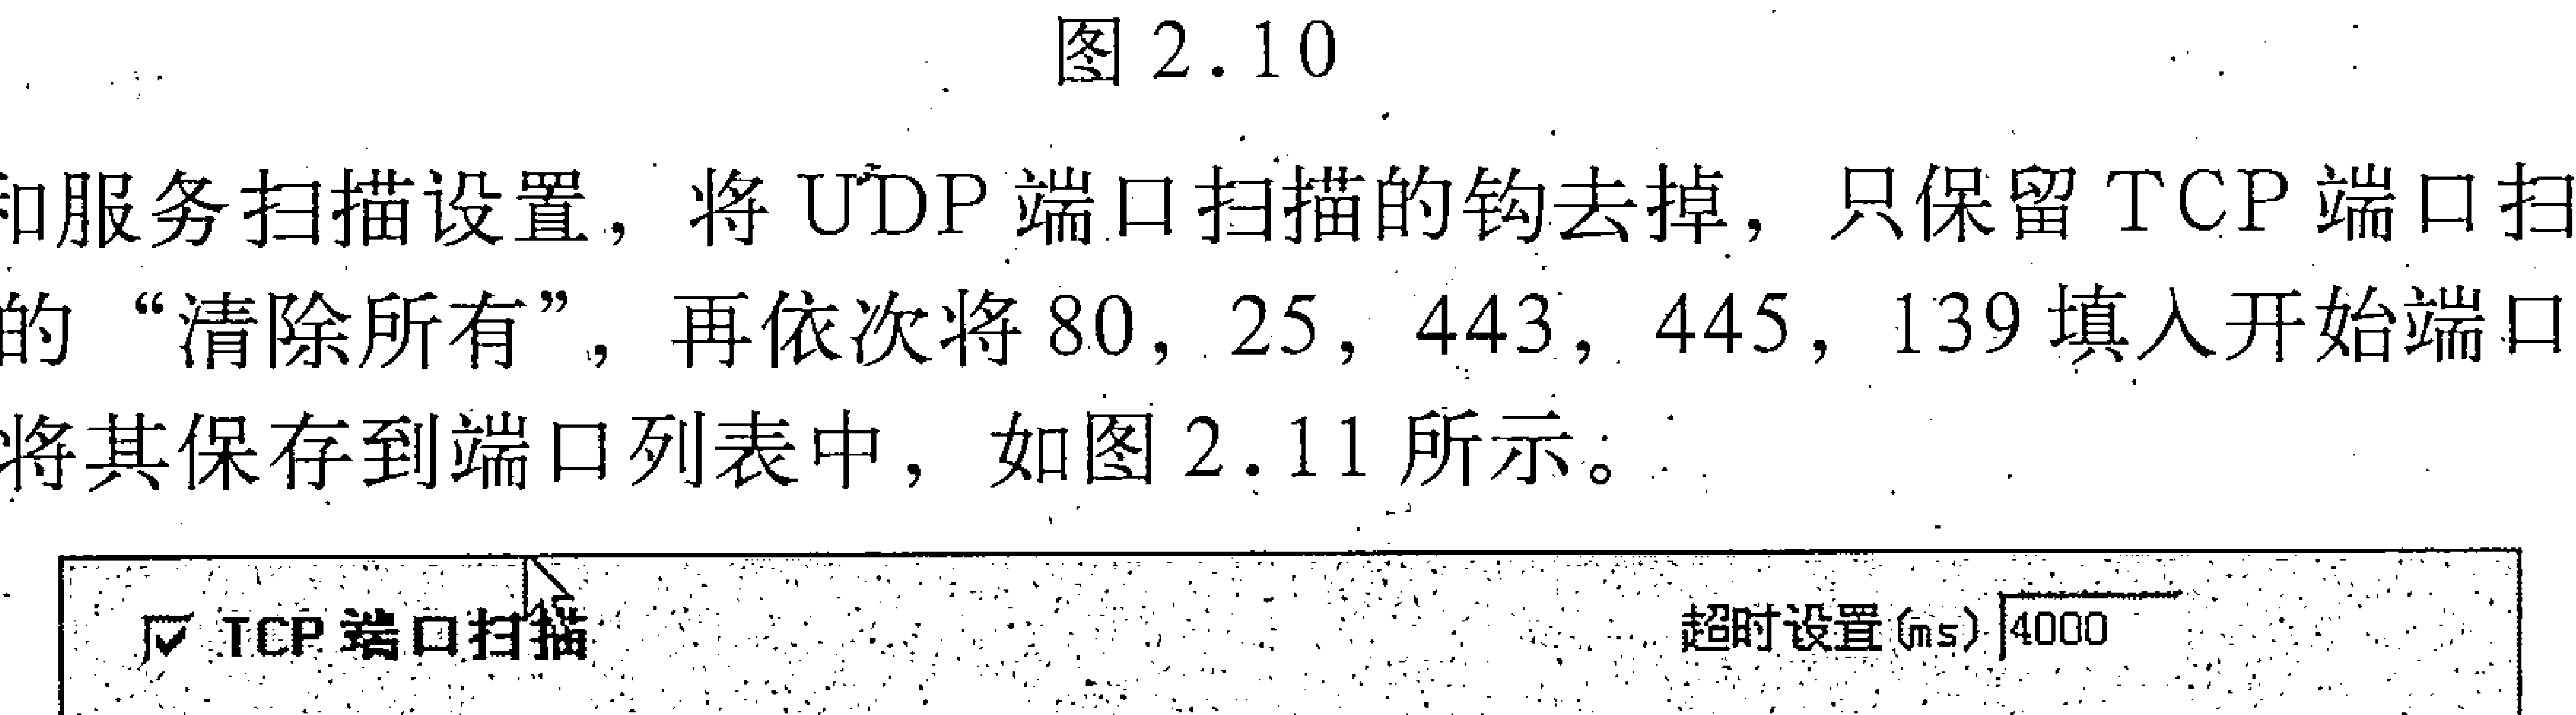 图 2.10
和服务扫描设置，将 UDP 端口扫描的钩去掉，只保留 TCP 端口扫
的“清除所有”，再依次将 80，25，443，445，139 填入开始端口
将其保存到端口列表中，如图 2.11 所示。
TCP 端口扫描 超时设置(ms) 4000